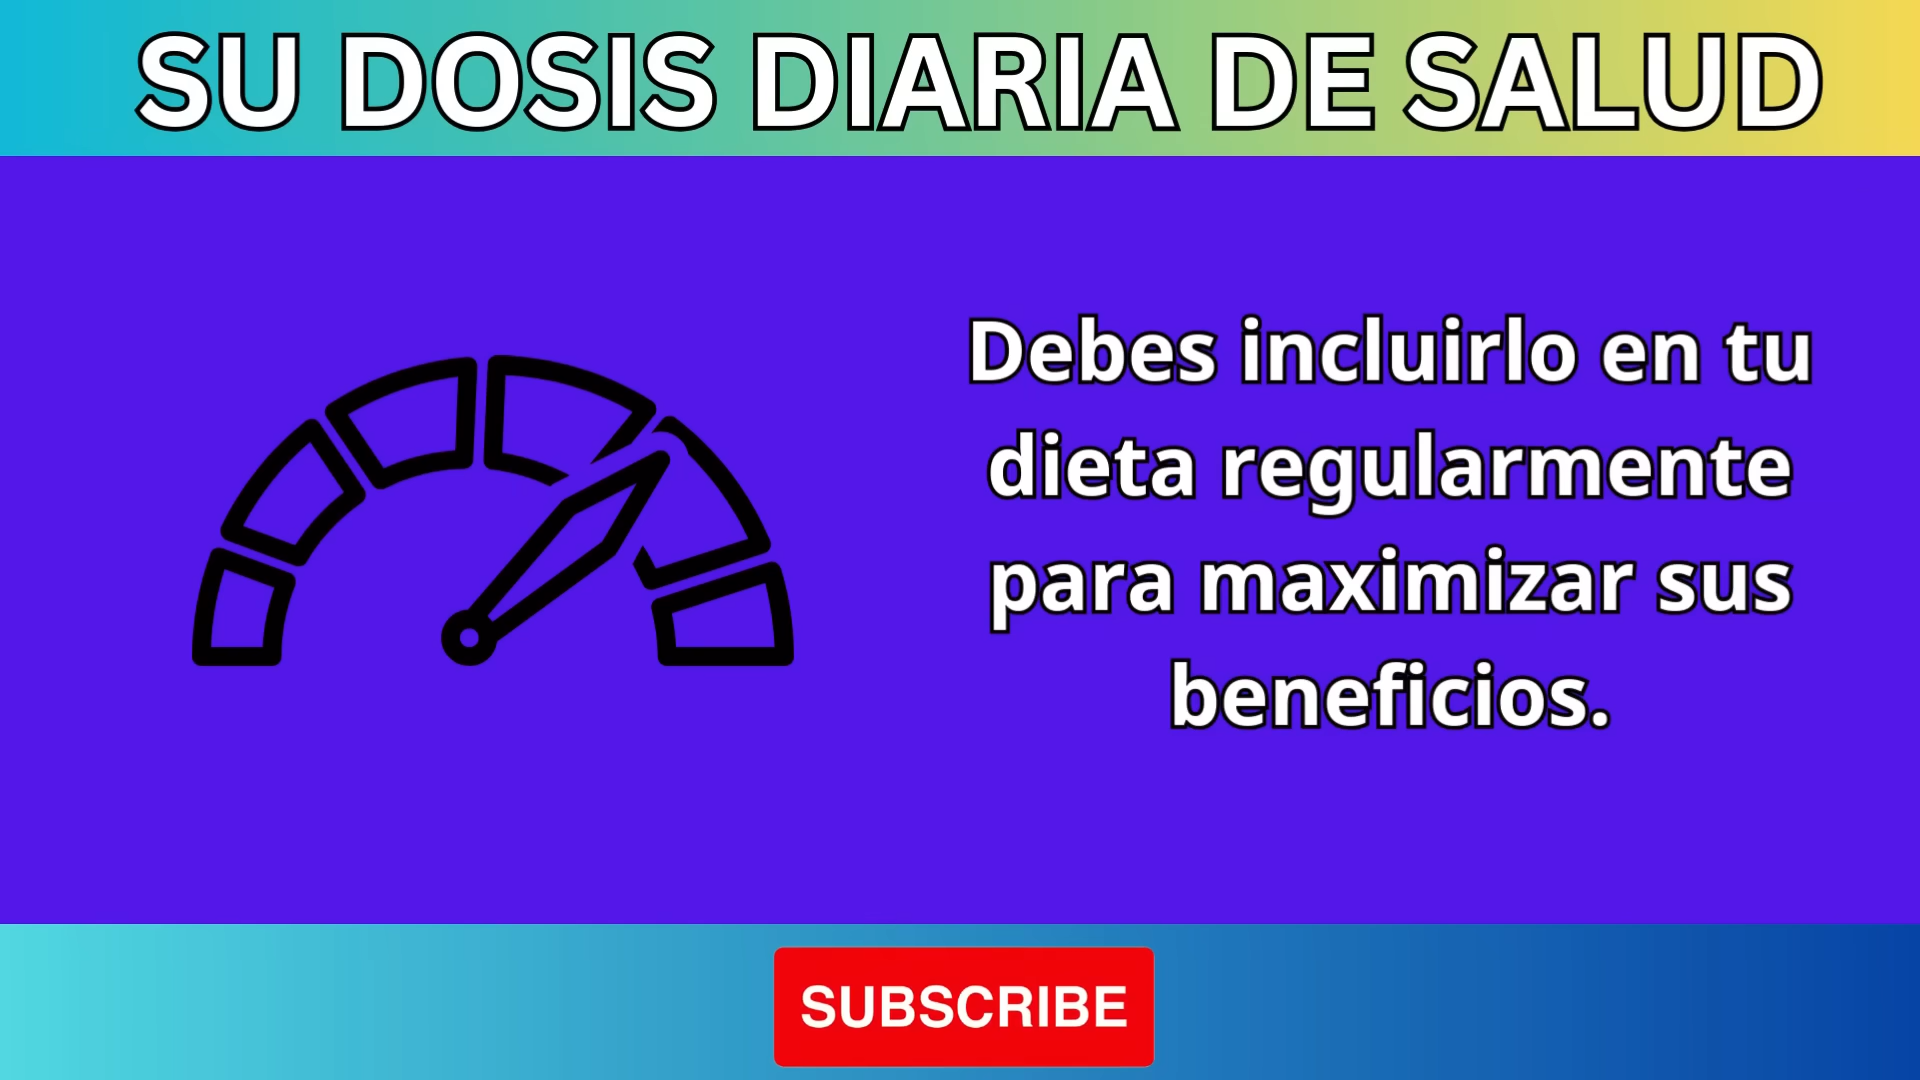 SU DOSIS DIARIA DE SALUD
Debes incluirlo en tu
dieta regularmente
para maximizar sus
beneficios.
SUBSCRIBE